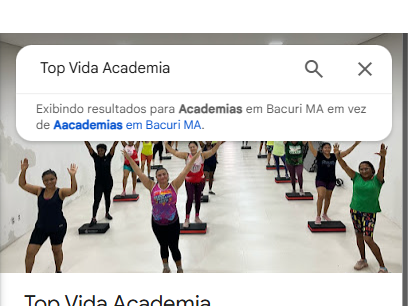 Top Vida Academia
Exibindo resultados para Academias em Bacuri MA em vez
de Aacademias em Bacuri MA.
Top Vida Academia